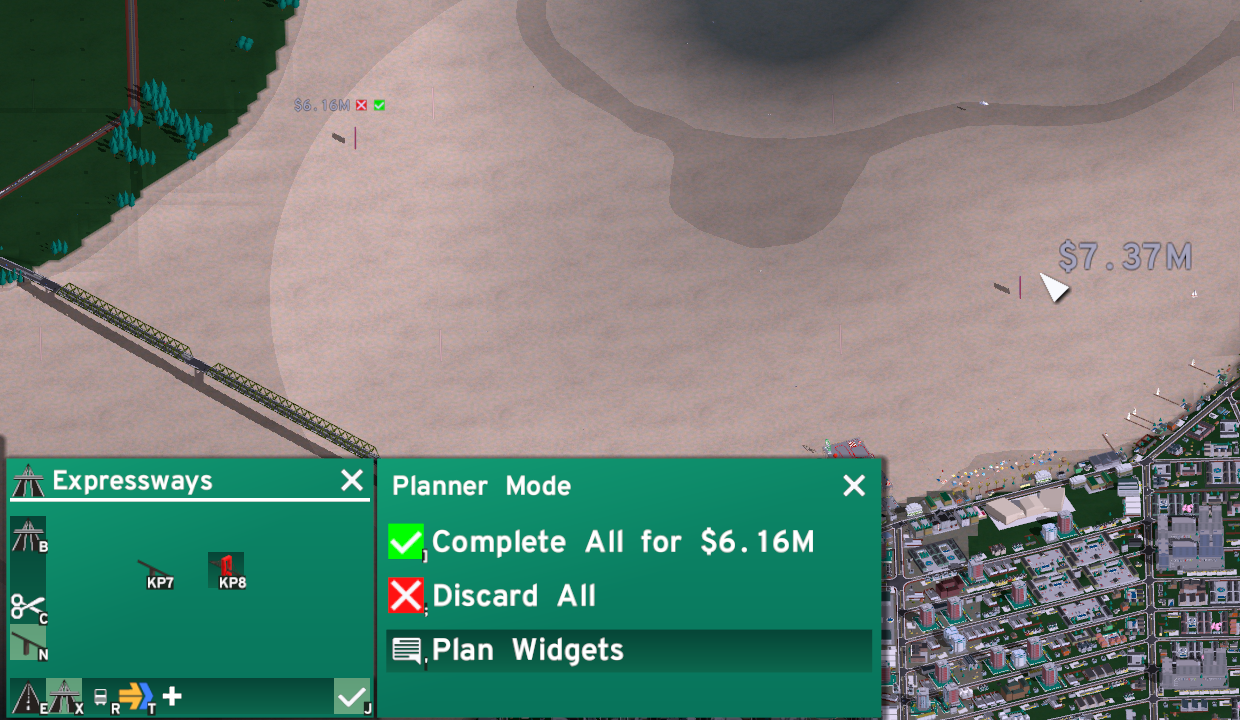 $6.16M
$7.37M
Expressways
B
KP7
KP8
C
N
E
X
R
T
J
Planner Mode
Complete All for $6.16M
Discard All
Plan Widgets